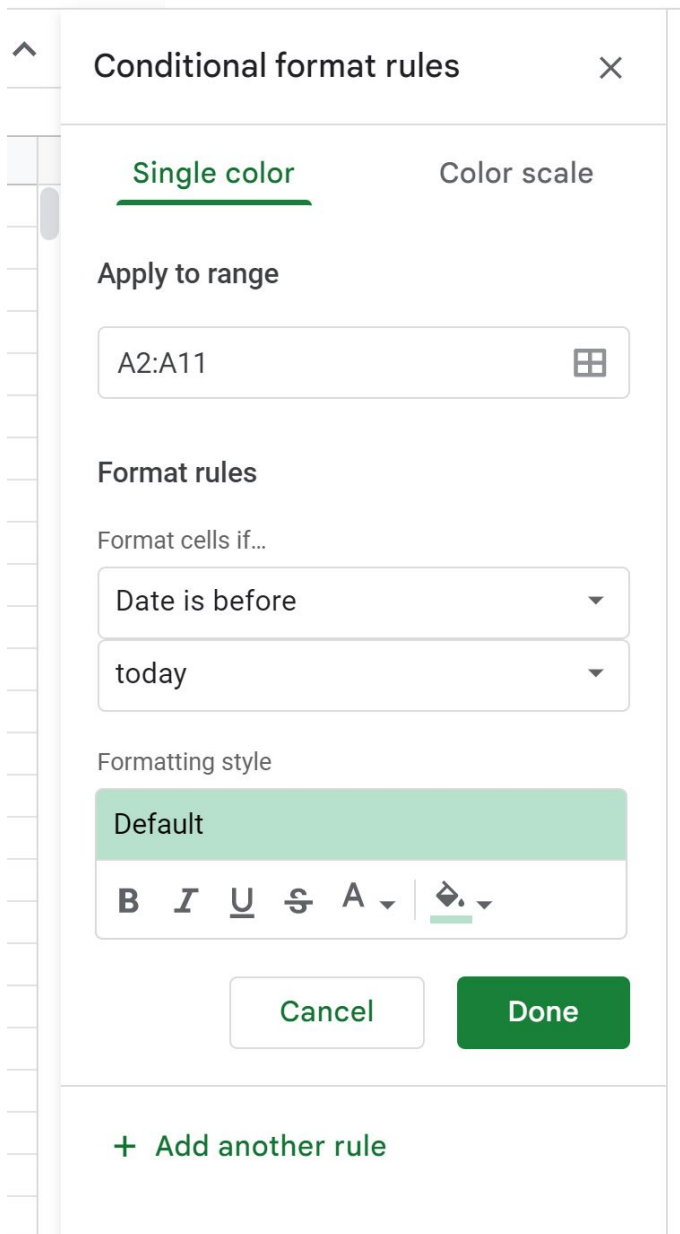 Conditional format rules
Single color
Color scale
Apply to range
A2:A11
Format rules
Format cells if…
Date is before
today
Formatting style
Default
B I U S A
Cancel
Done
+ Add another rule